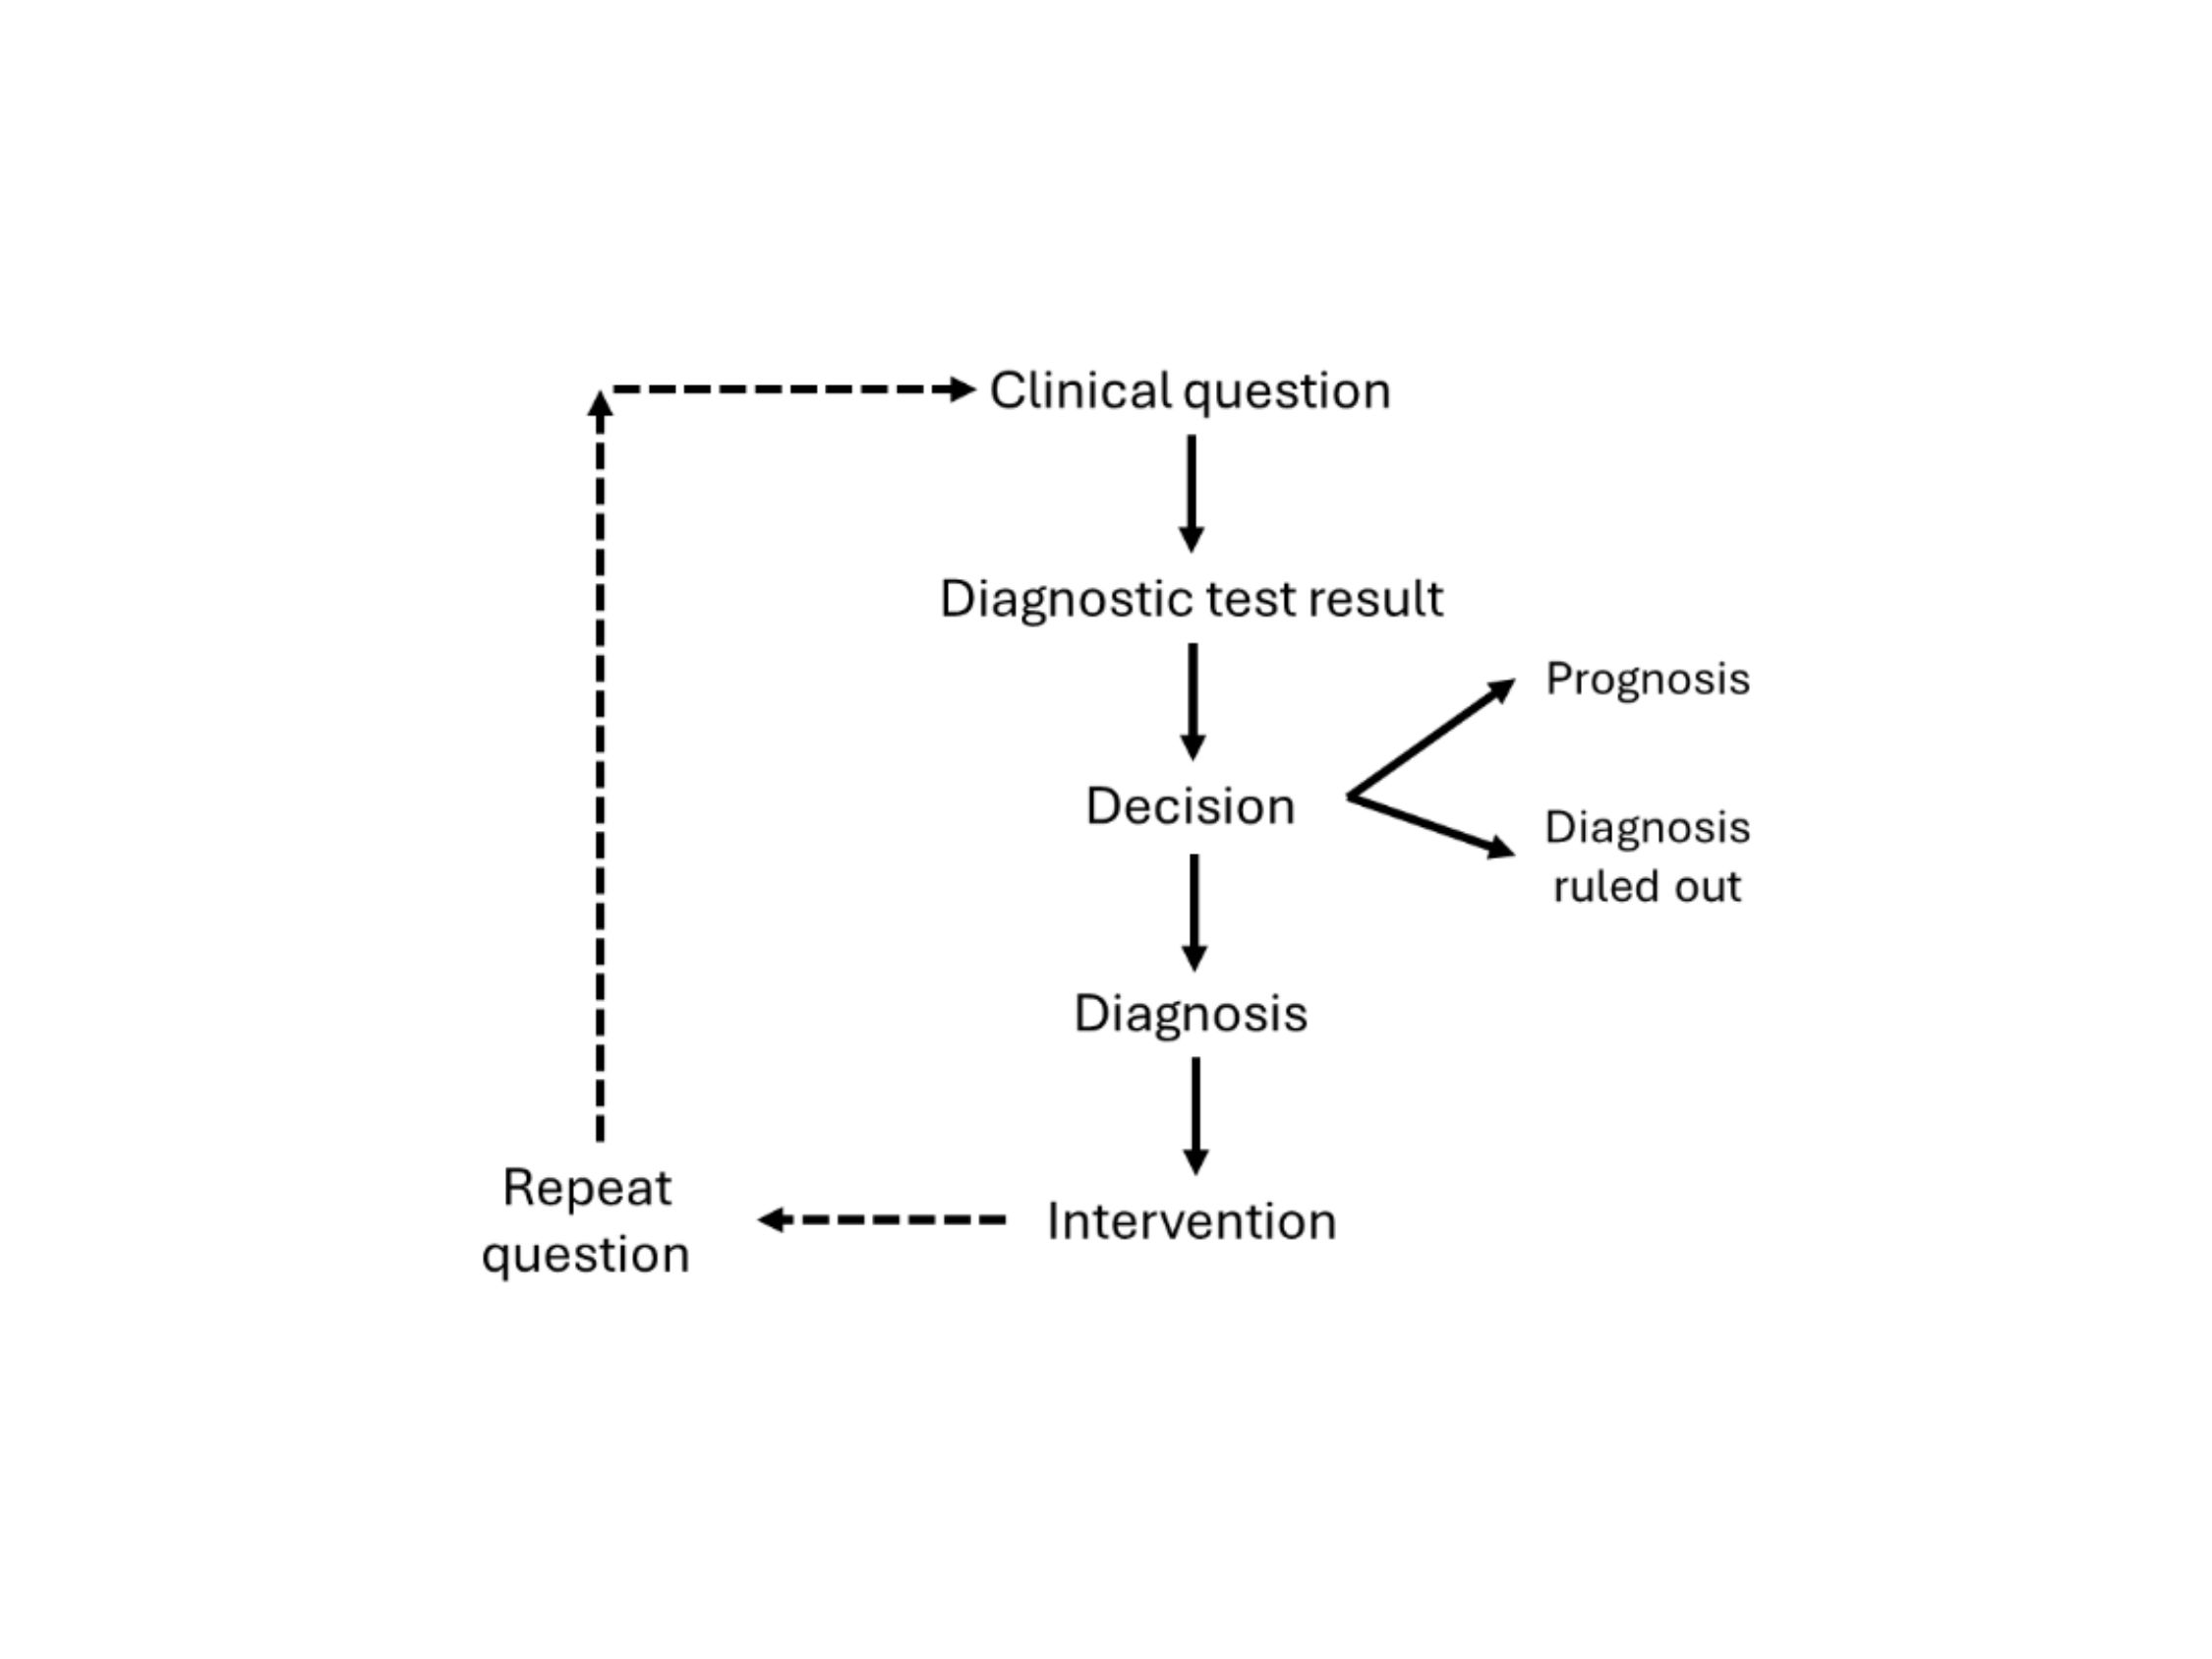 Clinical question
Diagnostic test result
Prognosis
Decision
Diagnosis
ruled out
Diagnosis
Intervention
Repeat
question